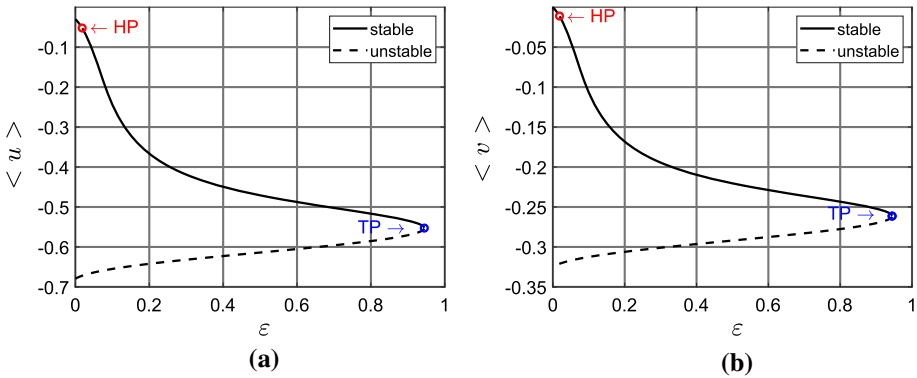 -0.1
-0.2
-0.3
-0.4
-0.5
-0.6
-0.7
< u >
0 0.2 0.4 0.6 0.8 1
ε
← HP
TP →
stable
unstable
(a)
-0.05
-0.1
-0.15
-0.2
-0.25
-0.3
-0.35
< v >
0 0.2 0.4 0.6 0.8 1
ε
← HP
TP →
stable
unstable
(b)